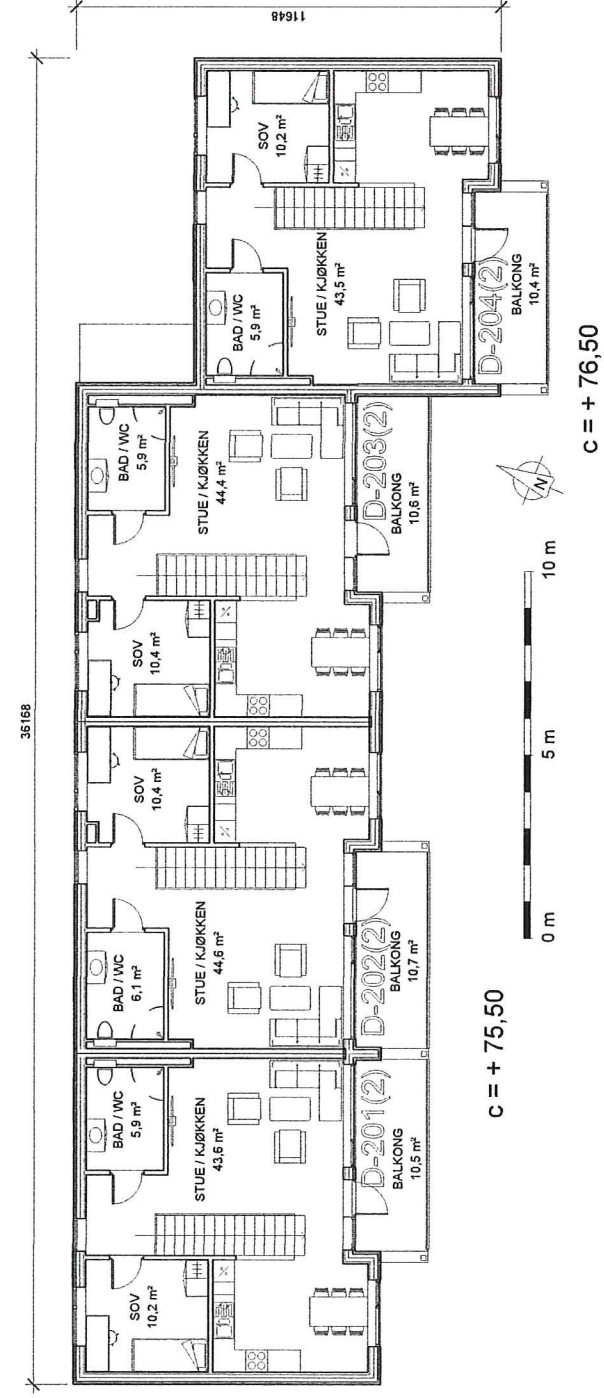 36168
11648
SOV
10,2 m²
BAD / WC
5,9 m²
STUE / KJØKKEN
43,6 m²
D-201(2)
BALKONG
10,5 m²
BAD / WC
6,1 m²
SOV
10,4 m²
STUE / KJØKKEN
44,6 m²
D-202(2)
BALKONG
10,7 m²
SOV
10,4 m²
BAD / WC
5,9 m²
STUE / KJØKKEN
44,4 m²
D-203(2)
BALKONG
10,6 m²
BAD / WC
5,9 m²
SOV
10,2 m²
STUE / KJØKKEN
43,5 m²
D-204(2)
BALKONG
10,4 m²
c = + 75,50
c = + 76,50
N
0 m
5 m
10 m